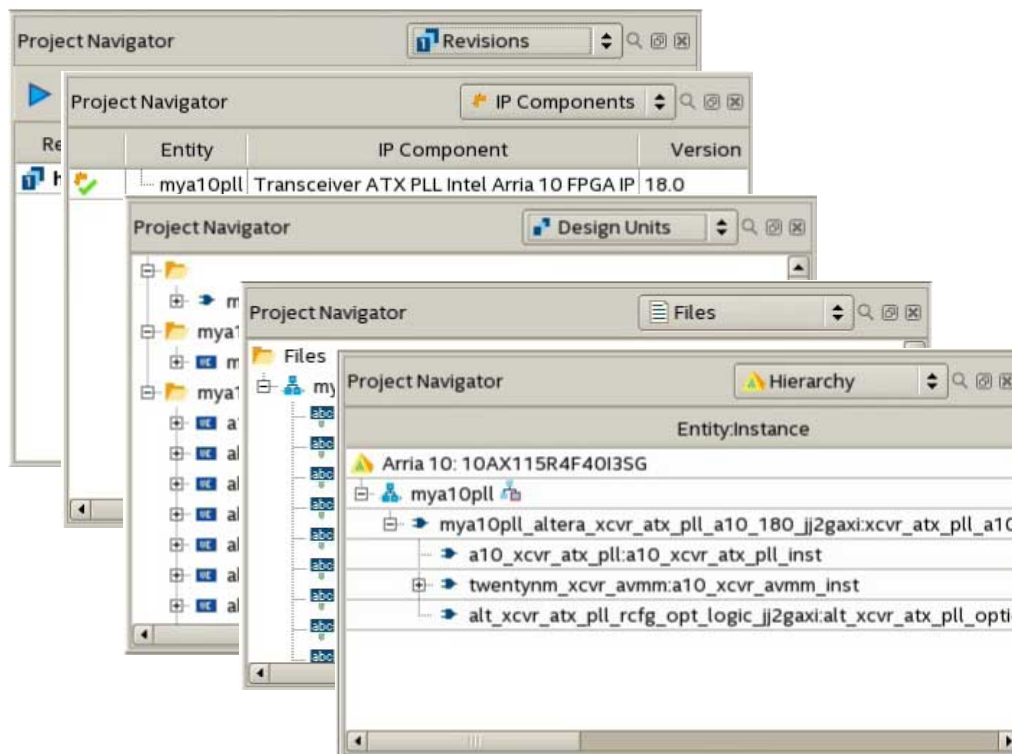 Project Navigator Revisions
Project Navigator IP Components
Entity IP Component Version
mya10pll Transceiver ATX PLL Intel Arria 10 FPGA IP 18.0
Project Navigator Design Units
Project Navigator Files
Files
Project Navigator Hierarchy
Entity:Instance
Arria 10: 10AX115R4F40I3SG
mya10pll
mya10pll_altera_xcvr_atx_pll_a10_180_jj2gaxi:xcvr_atx_pll_a10
a10_xcvr_atx_pll:a10_xcvr_atx_pll_inst
twentynm_xcvr_avmm:a10_xcvr_avmm_inst
alt_xcvr_atx_pll_rcfg_opt_logic_jj2gaxi:alt_xcvr_atx_pll_opti